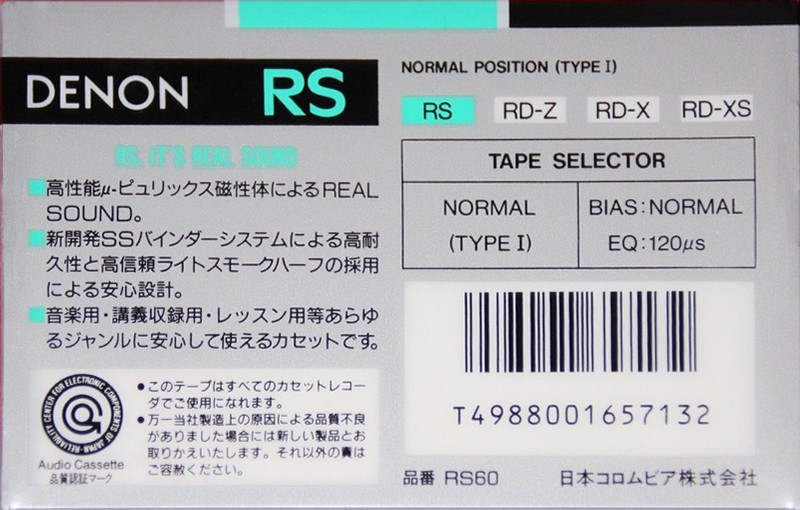 DENON RS
RS, IT'S REAL SOUND
高性能μ-ピュリックス磁性体によるREAL
SOUND。
新開発SSバインダーシステムによる高耐
久性と高信頼ライトスモークハーフの採用
による安心設計。
音楽用・講義収録用・レッスン用等あらゆ
るジャンルに安心して使えるカセットです。
RELIABILITY CENTER FOR ELECTRONIC COMPONENTS OF JAPAN
Audio Cassette
品質認証マーク
●このテープはすべてのカセットレコー
ダでご使用になれます。
●万一当社製造上の原因による品質不良
がありました場合には新しい製品とお
取りかえいたします。それ以外の責は
ご容赦ください。
NORMAL POSITION (TYPE I)
RS RD-Z RD-X RD-XS
TAPE SELECTOR
NORMAL
(TYPE I)
BIAS:NORMAL
EQ:120μs
T4988001657132
品番 RS60 日本コロムビア株式会社